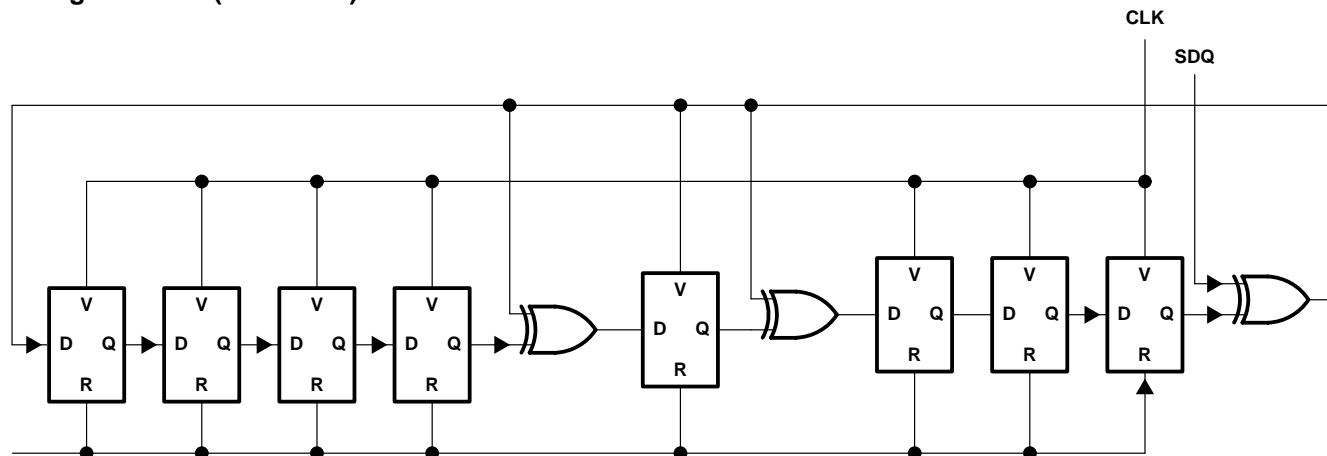 CLK
SDQ
V V V
V V V V V
D Q D Q D Q
D Q
D Q D Q D Q D Q
R R R
R R R R R